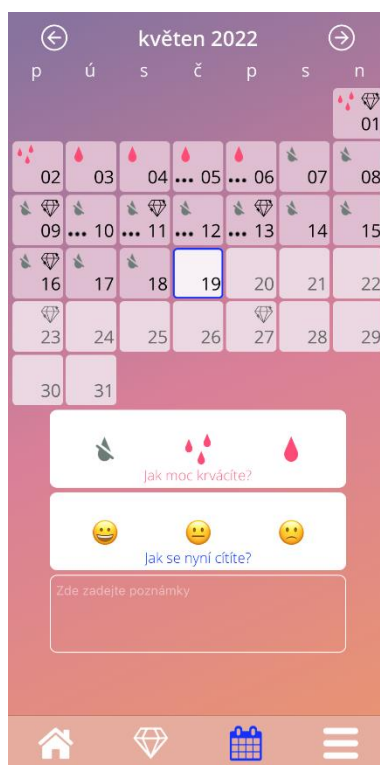 květen 2022
p ú s č p s n
01
02 03 04 ... 05 ... 06 07 08
09 ... 10 ... 11 ... 12 ... 13 14 15
16 17 18 19 20 21 22
23 24 25 26 27 28 29
30 31
Jak moc krvácíte?
Jak se nyní cítíte?
Zde zadejte poznámky